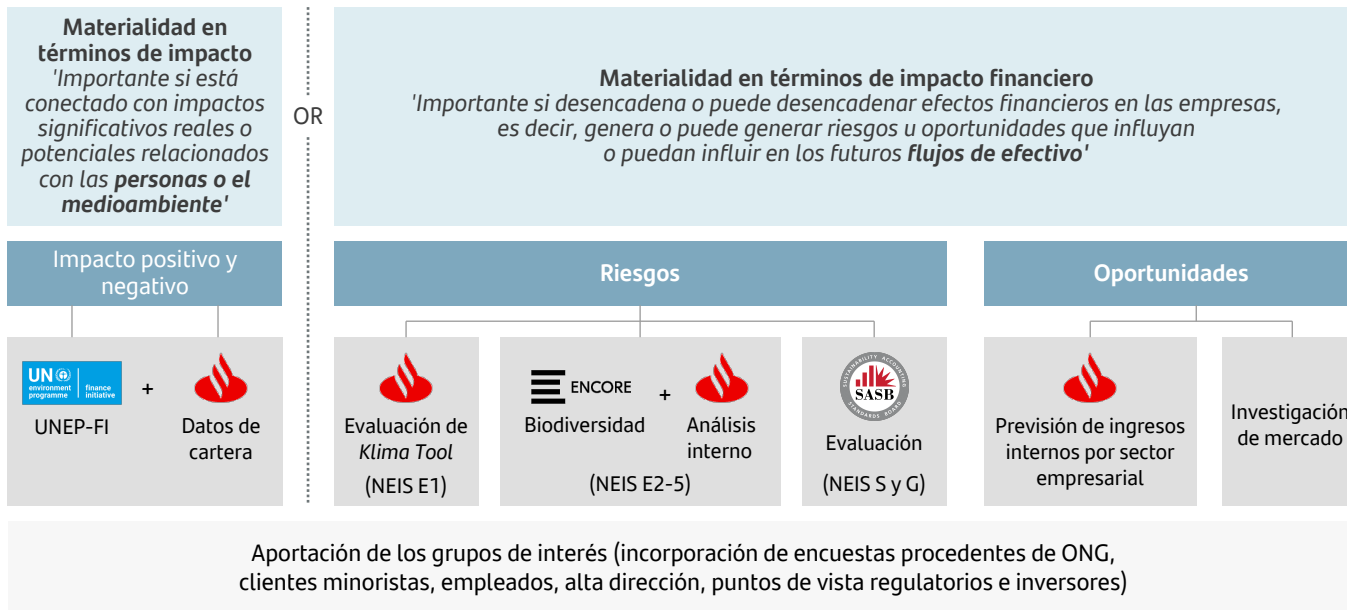 Materialidad en
términos de impacto
'Importante si está
conectado con impactos
significativos reales o
potenciales relacionados
con las personas o el
medioambiente'
OR
Materialidad en términos de impacto financiero
'Importante si desencadena o puede desencadenar efectos financieros en las empresas,
es decir, genera o puede generar riesgos u oportunidades que influyan
o puedan influir en los futuros flujos de efectivo'
Impacto positivo y
negativo
Riesgos
Oportunidades
UN
environment
programme
finance
initiative
UNEP-FI
+
Datos de
cartera
Evaluación de
Klima Tool
(NEIS E1)
ENCORE
Biodiversidad
+
Análisis
interno
(NEIS E2-5)
SUSTAINABILITY ACCOUNTING
SASB
STANDARDS BOARD
Evaluación
(NEIS S y G)
Previsión de ingresos
internos por sector
empresarial
Investigación
de mercado
Aportación de los grupos de interés (incorporación de encuestas procedentes de ONG,
clientes minoristas, empleados, alta dirección, puntos de vista regulatorios e inversores)